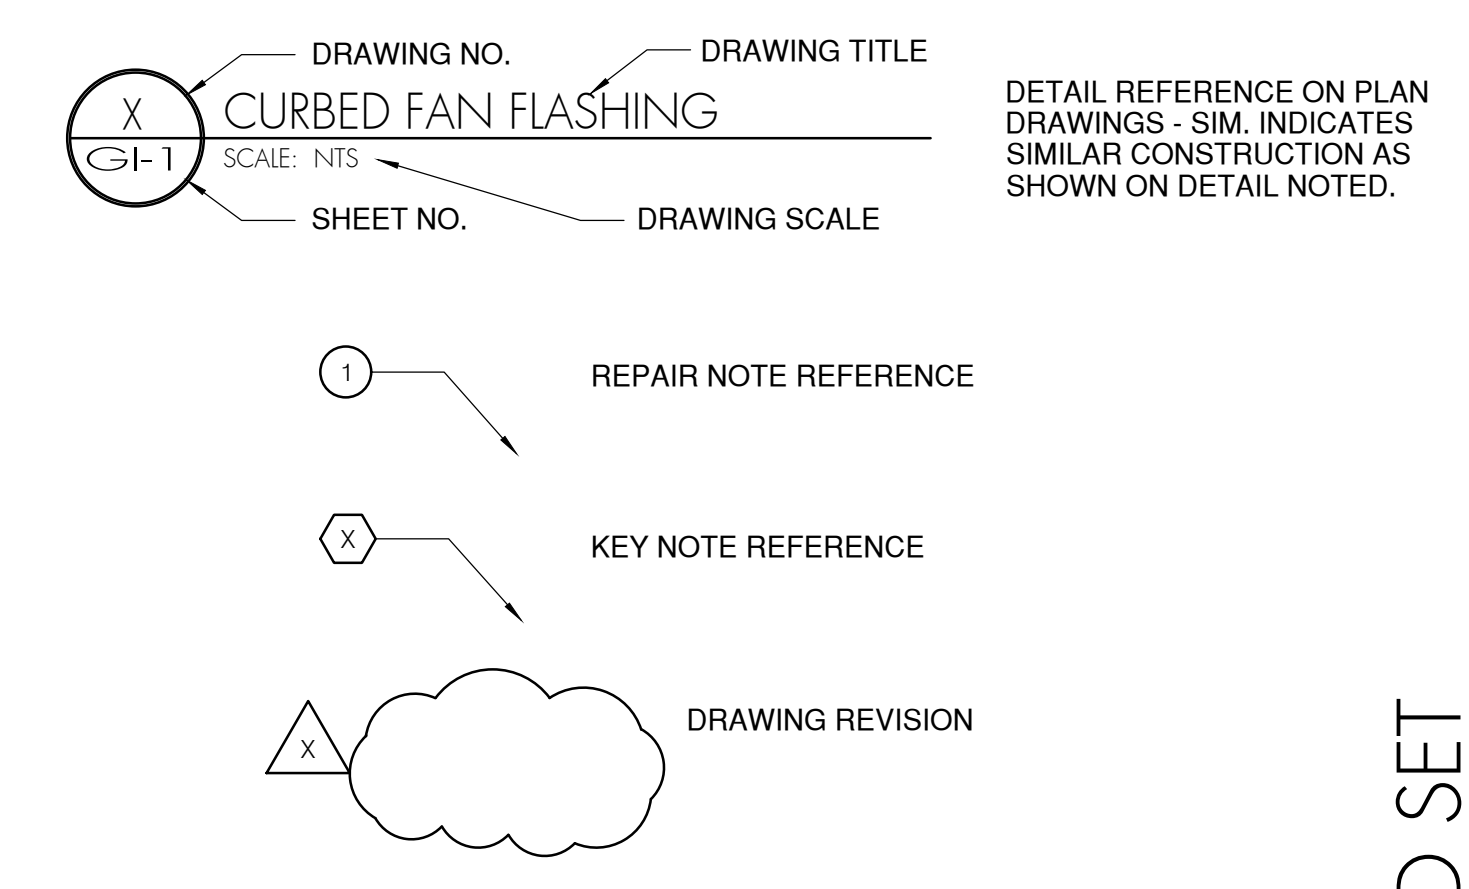 DRAWING NO.
DRAWING TITLE
X
CURBED FAN FLASHING
GI-1
SCALE: NTS
SHEET NO.
DRAWING SCALE
DETAIL REFERENCE ON PLAN
DRAWINGS - SIM. INDICATES
SIMILAR CONSTRUCTION AS
SHOWN ON DETAIL NOTED.
1
REPAIR NOTE REFERENCE
X
KEY NOTE REFERENCE
X
DRAWING REVISION
SET